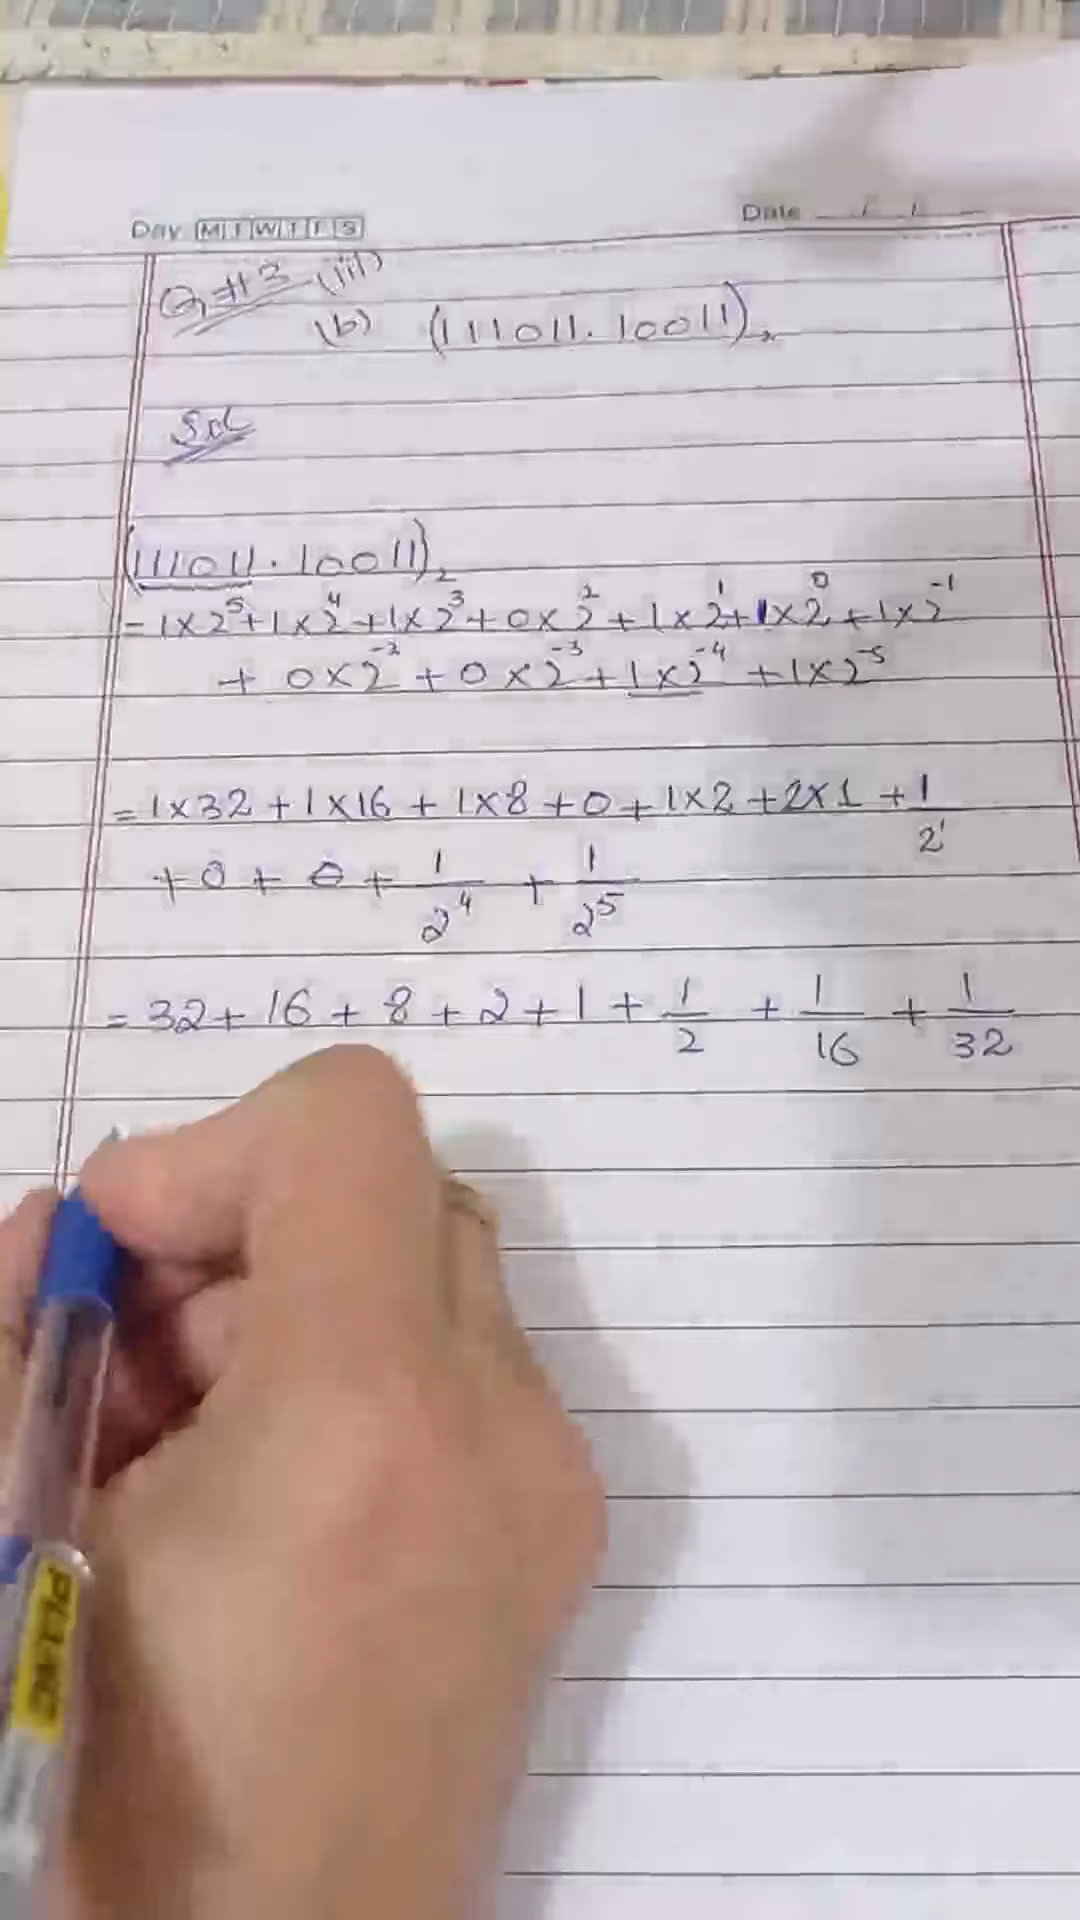 Day M T W T F S
Date / /
Q#3 (iii)
(b) (111011.10011)₂
Sol
(111011.10011)₂
= 1×2⁵+1×2⁴+1×2³+0×2²+1×2¹+1×2⁰+1×2⁻¹
+ 0×2⁻² + 0×2⁻³ + 1×2⁻⁴ + 1×2⁻⁵
= 1×32 + 1×16 + 1×8 + 0 + 1×2 + 2×1 + 1/2¹
+ 0 + 0 + 1/2⁴ + 1/2⁵
= 32 + 16 + 8 + 2 + 1 + 1/2 + 1/16 + 1/32